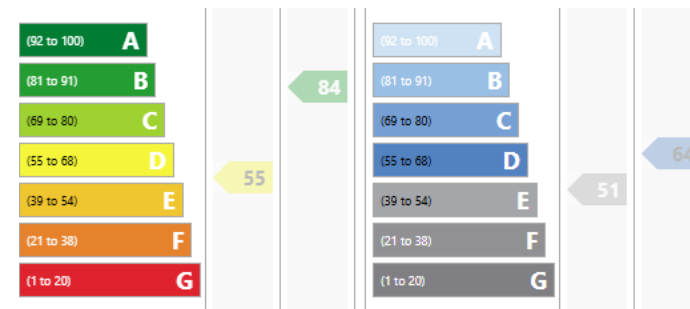 (92 to 100) A
(81 to 91) B
84
(69 to 80) C
(55 to 68) D
55
(39 to 54) E
(21 to 38) F
(1 to 20) G
(92 to 100) A
(81 to 91) B
(69 to 80) C
(55 to 68) D
64
(39 to 54) E
51
(21 to 38) F
(1 to 20) G